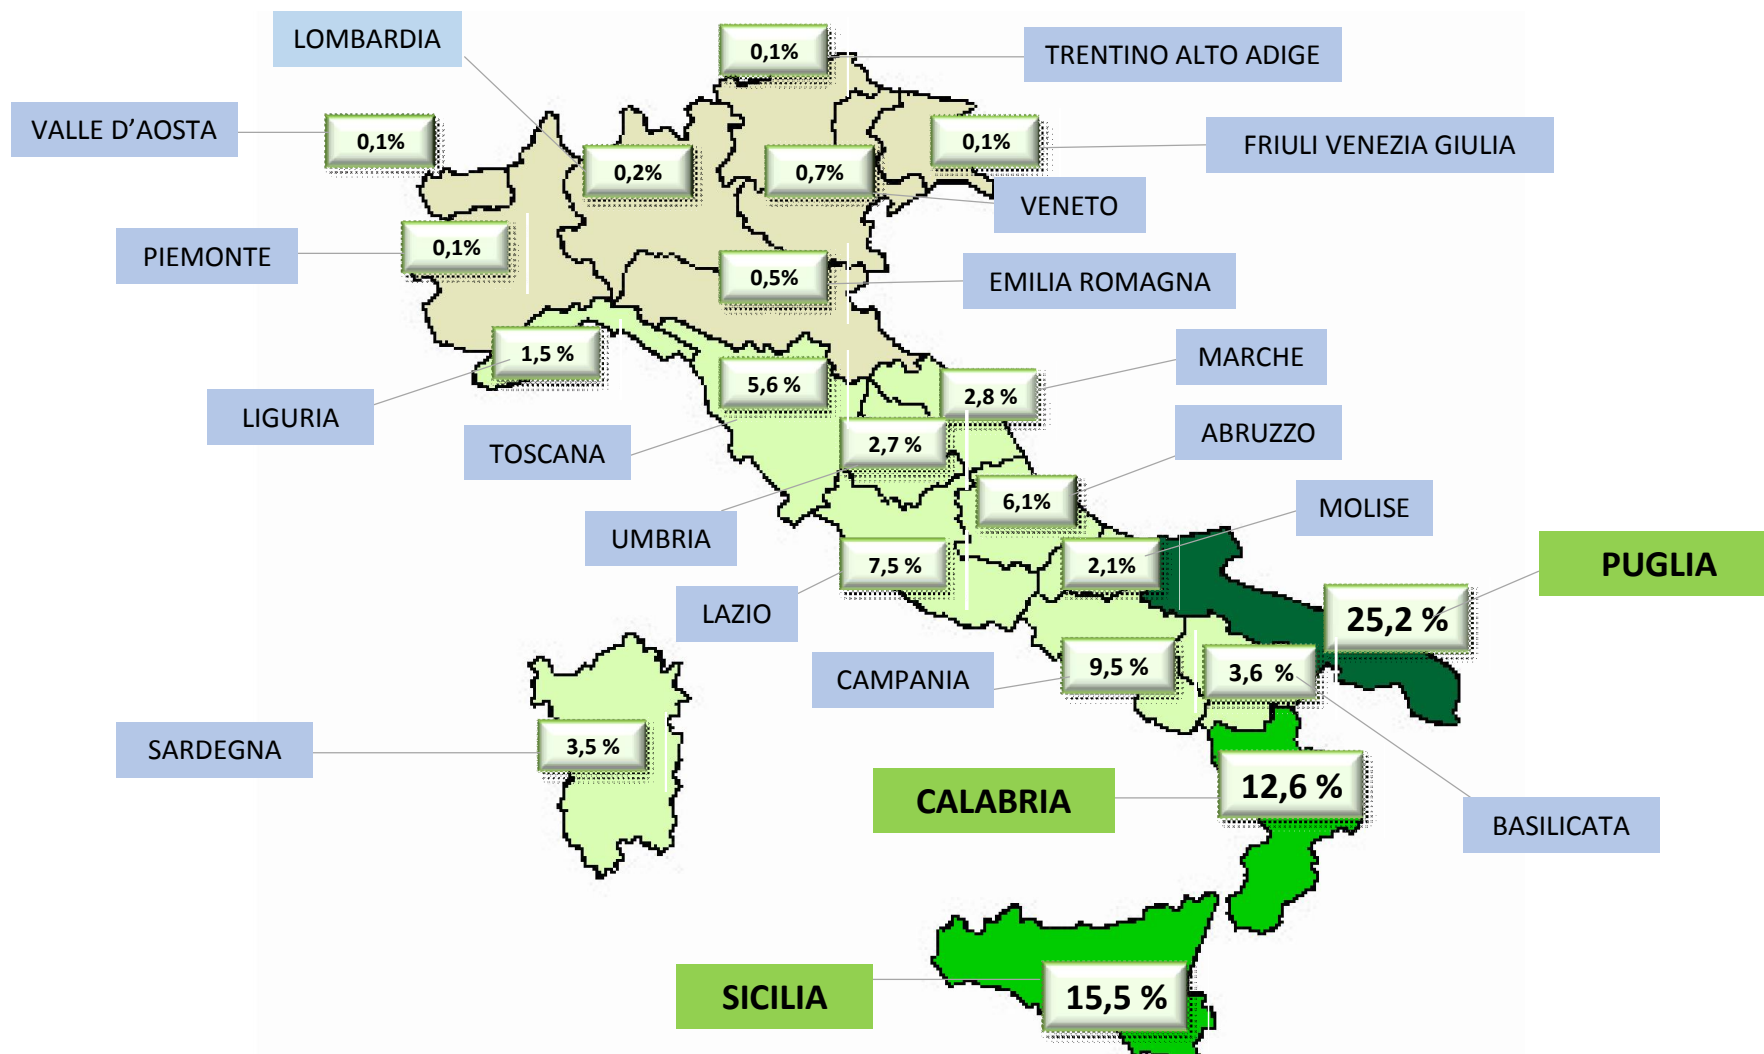 LOMBARDIA
0,1%
TRENTINO ALTO ADIGE
VALLE D’AOSTA
0,1%
0,1%
FRIULI VENEZIA GIULIA
0,2%
0,7%
VENETO
PIEMONTE
0,1%
0,5%
EMILIA ROMAGNA
1,5 %
MARCHE
5,6 %
2,8 %
LIGURIA
TOSCANA
2,7 %
ABRUZZO
6,1%
MOLISE
UMBRIA
7,5 %
2,1%
PUGLIA
LAZIO
25,2 %
CAMPANIA
9,5 %
3,6 %
SARDEGNA
3,5 %
CALABRIA
12,6 %
BASILICATA
SICILIA
15,5 %